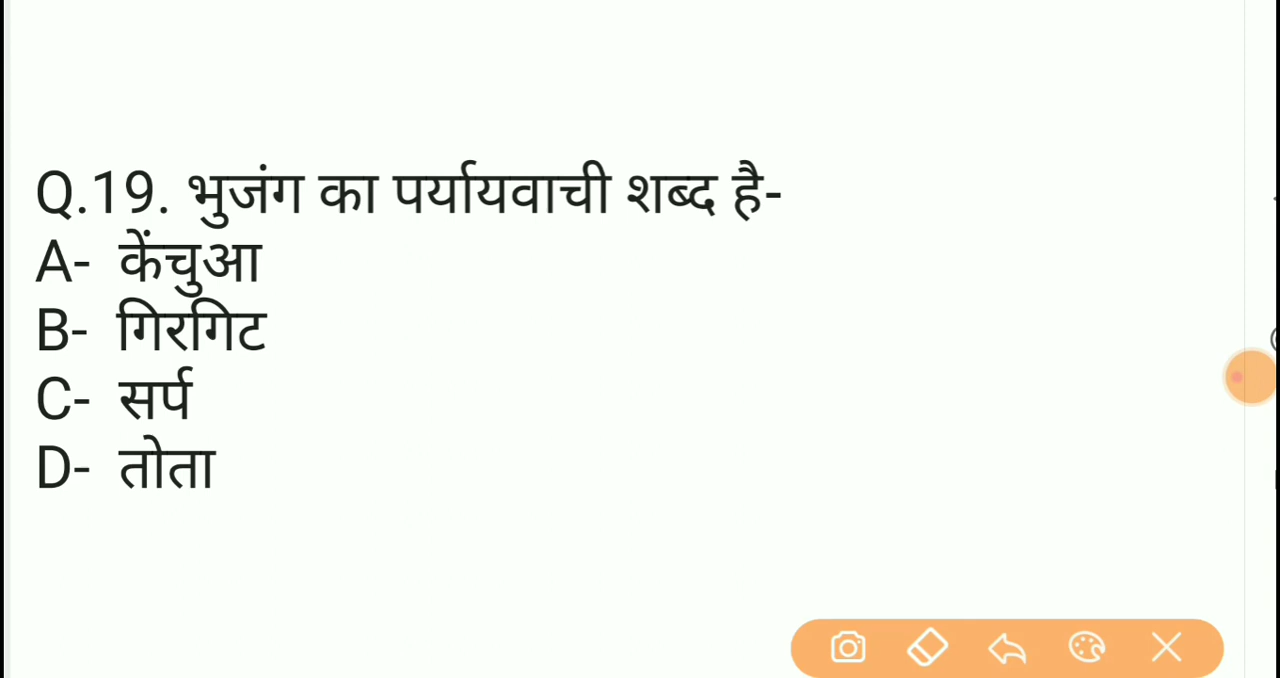 Q.19. भुजंग का पर्यायवाची शब्द है-
A- केंचुआ
B- गिरगिट
C- सर्प
D- तोता